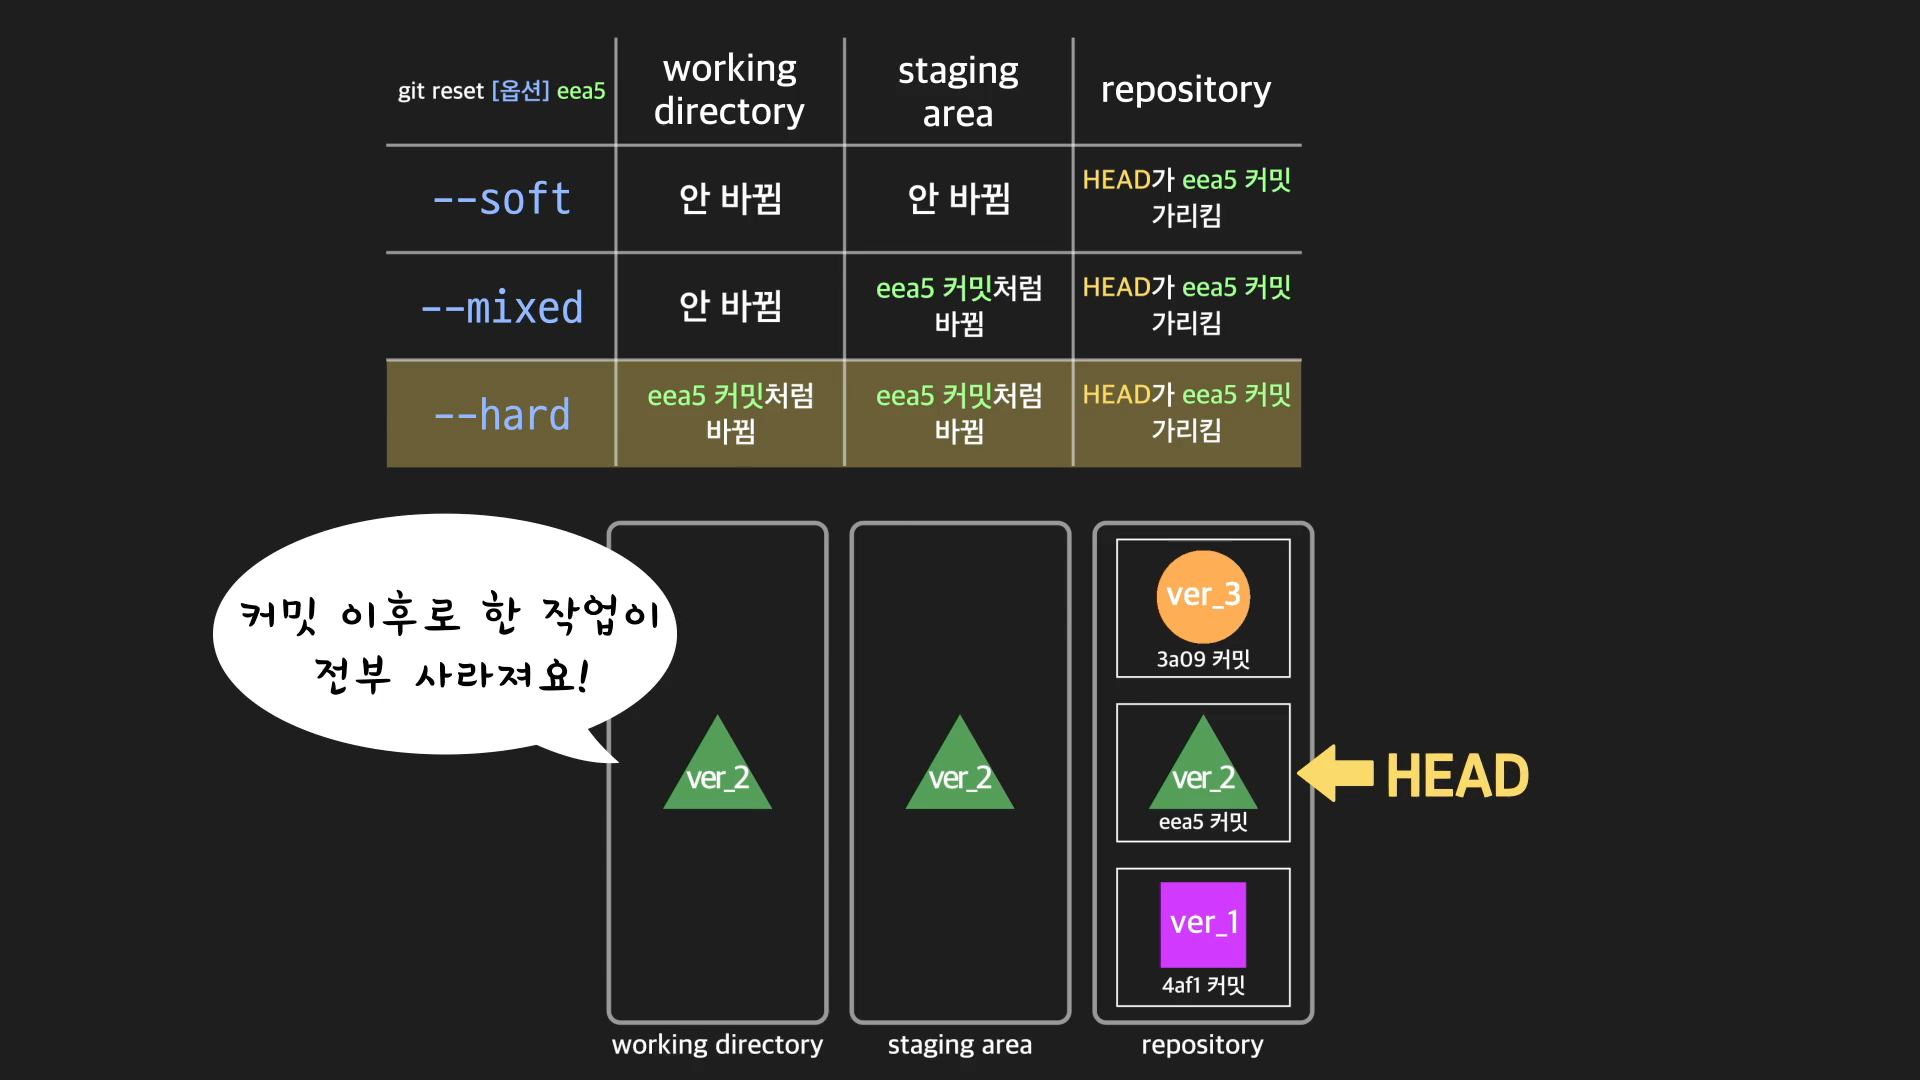 git reset [옵션] eea5
working
directory
staging
area
repository
--soft
안 바뀜
안 바뀜
HEAD가 eea5 커밋
가리킴
--mixed
안 바뀜
eea5 커밋처럼
바뀜
HEAD가 eea5 커밋
가리킴
--hard
eea5 커밋처럼
바뀜
eea5 커밋처럼
바뀜
HEAD가 eea5 커밋
가리킴
커밋 이후로 한 작업이
전부 사라져요!
ver_2
ver_2
ver_3
3a09 커밋
ver_2
eea5 커밋
HEAD
ver_1
4af1 커밋
working directory
staging area
repository